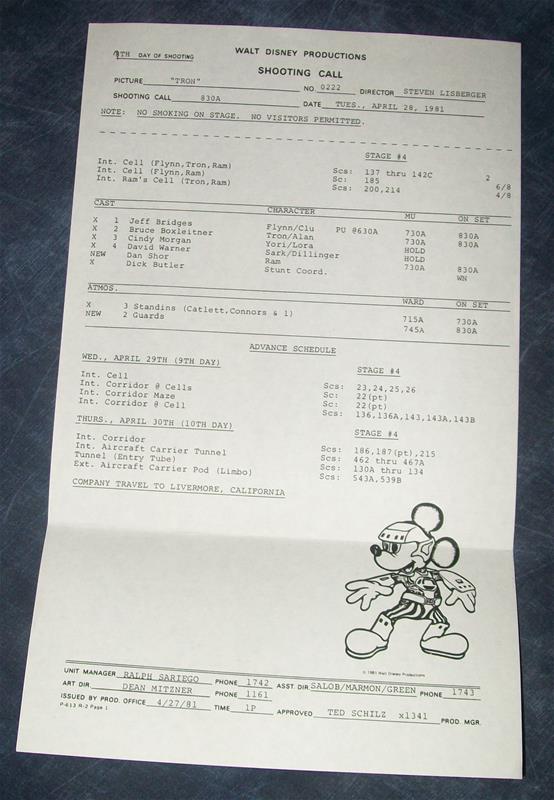 8TH DAY OF SHOOTING
WALT DISNEY PRODUCTIONS
SHOOTING CALL
PICTURE "TRON" NO. 0222 DIRECTOR STEVEN LISBERGER
SHOOTING CALL 830A DATE TUES., APRIL 28, 1981
NOTE: NO SMOKING ON STAGE. NO VISITORS PERMITTED.
STAGE #4
Int. Cell (Flynn,Tron,Ram) Scs: 137 thru 142C 2
Int. Cell (Flynn,Ram) Sc: 185 6/8
Int. Ram's Cell (Tron,Ram) Scs: 200,214 4/8
CAST CHARACTER MU ON SET
X 1 Jeff Bridges Flynn/Clu PU @630A 730A 830A
X 2 Bruce Boxleitner Tron/Alan 730A 830A
X 3 Cindy Morgan Yori/Lora HOLD
X 4 David Warner Sark/Dillinger HOLD
NEW Dan Shor Ram 730A 830A
X Dick Butler Stunt Coord. WN
ATMOS. WARD ON SET
X 3 Standins (Catlett,Connors & 1) 715A 730A
NEW 2 Guards 745A 830A
ADVANCE SCHEDULE
WED., APRIL 29TH (9TH DAY) STAGE #4
Int. Cell Scs: 23,24,25,26
Int. Corridor @ Cells Sc: 22(pt)
Int. Corridor Maze Sc: 22(pt)
Int. Corridor @ Cell Scs: 136,136A,143,143A,143B
THURS., APRIL 30TH (10TH DAY) STAGE #4
Int. Corridor Scs: 186,187(pt),215
Int. Aircraft Carrier Tunnel Scs: 462 thru 467A
Tunnel (Entry Tube) Scs: 130A thru 134
Ext. Aircraft Carrier Pod (Limbo) Scs: 543A,539B
COMPANY TRAVEL TO LIVERMORE, CALIFORNIA
© 1981 Walt Disney Productions
UNIT MANAGER RALPH SARIEGO PHONE 1742 ASST. DIR SALOB/MARMON/GREEN PHONE 1743
ART DIR DEAN MITZNER PHONE 1161
ISSUED BY PROD. OFFICE 4/27/81 TIME 1P APPROVED TED SCHILZ x1341 PROD. MGR.
P-613 R-2 Page 1